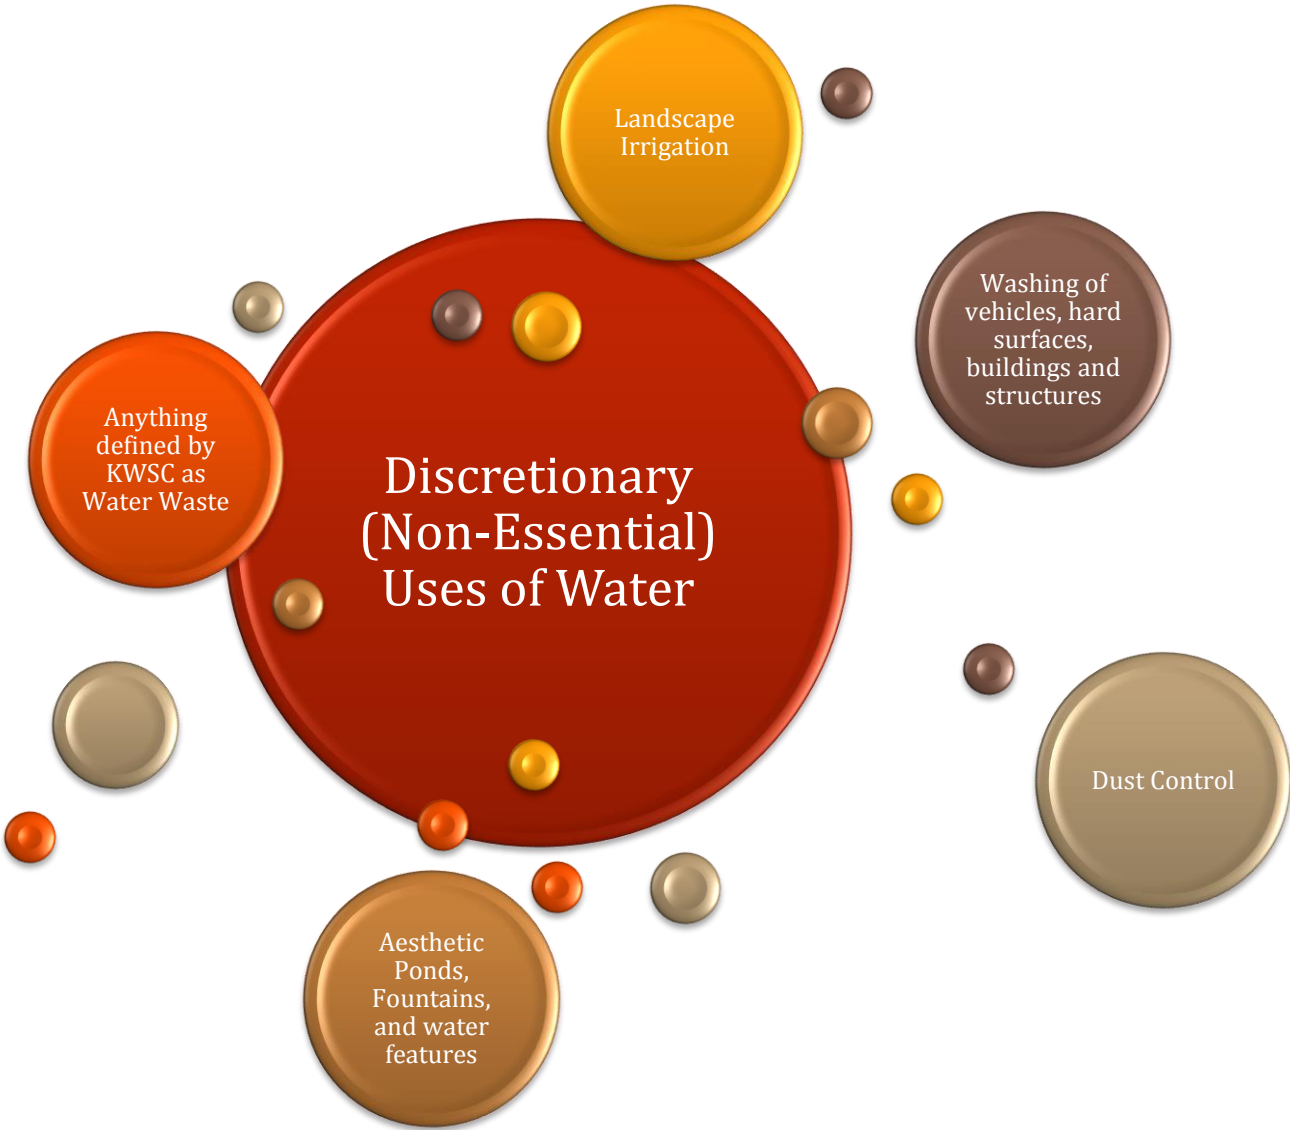 Landscape
Irrigation
Washing of
vehicles, hard
surfaces,
buildings and
structures
Anything
defined by
KWSC as
Water Waste
Discretionary
(Non-Essential)
Uses of Water
Dust Control
Aesthetic
Ponds,
Fountains,
and water
features